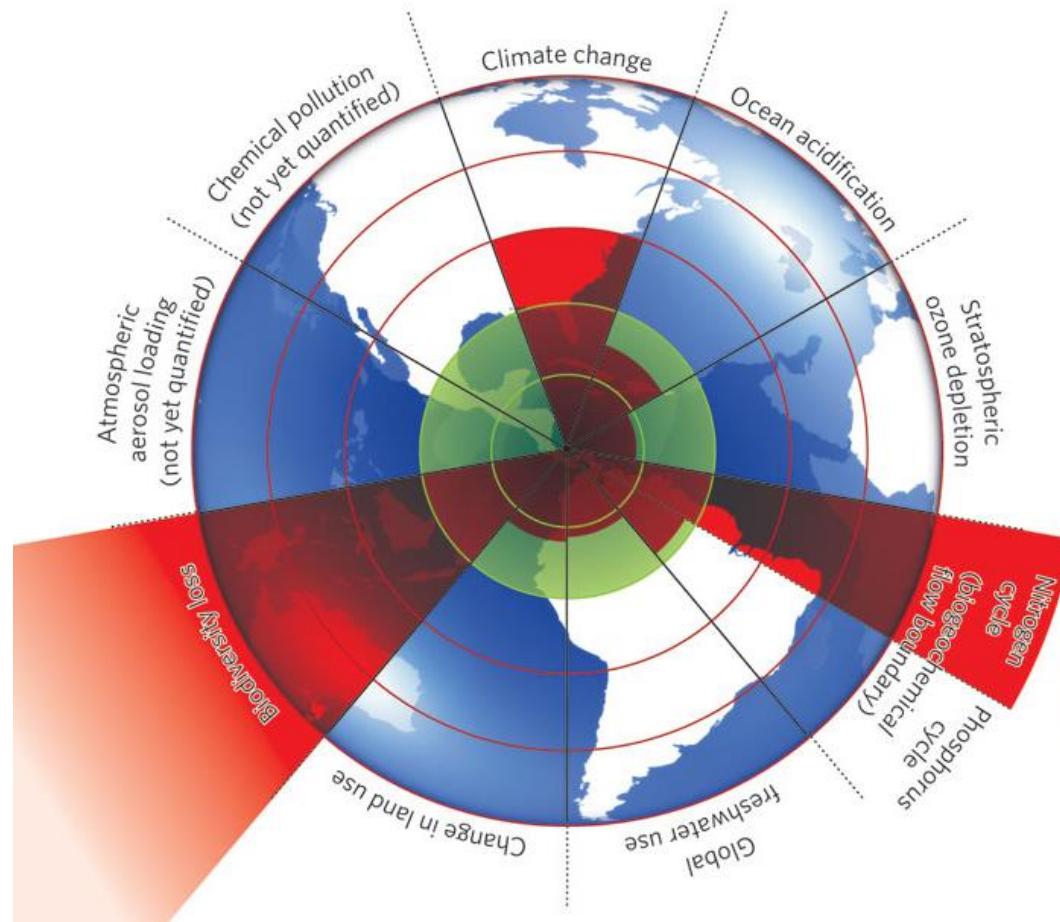 Climate change
Ocean acidification
Stratospheric
ozone depletion
Nitrogen
cycle
(biogeochemical
flow boundary)
Phosphorus
cycle
Global
freshwater use
Change in land use
Biodiversity loss
Atmospheric
aerosol loading
(not yet quantified)
Chemical pollution
(not yet quantified)